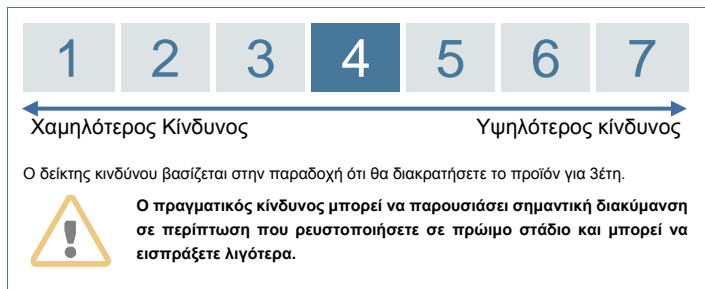 1 2 3 4 5 6 7
Χαμηλότερος Κίνδυνος Υψηλότερος κίνδυνος
Ο δείκτης κινδύνου βασίζεται στην παραδοχή ότι θα διακρατήσετε το προϊόν για 3έτη.
Ο πραγματικός κίνδυνος μπορεί να παρουσιάσει σημαντική διακύμανση
σε περίπτωση που ρευστοποιήσετε σε πρώιμο στάδιο και μπορεί να
εισπράξετε λιγότερα.